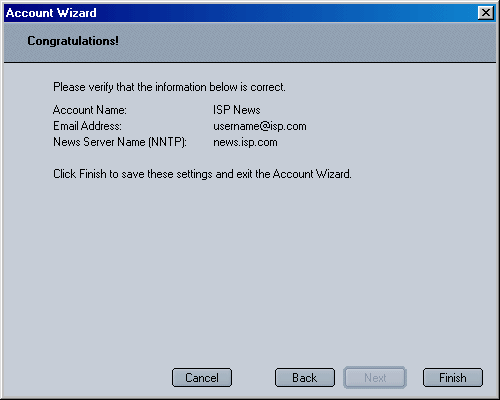 Account Wizard
Congratulations!
Please verify that the information below is correct.
Account Name: ISP News
Email Address: username@isp.com
News Server Name (NNTP): news.isp.com
Click Finish to save these settings and exit the Account Wizard.
Cancel Back Next Finish